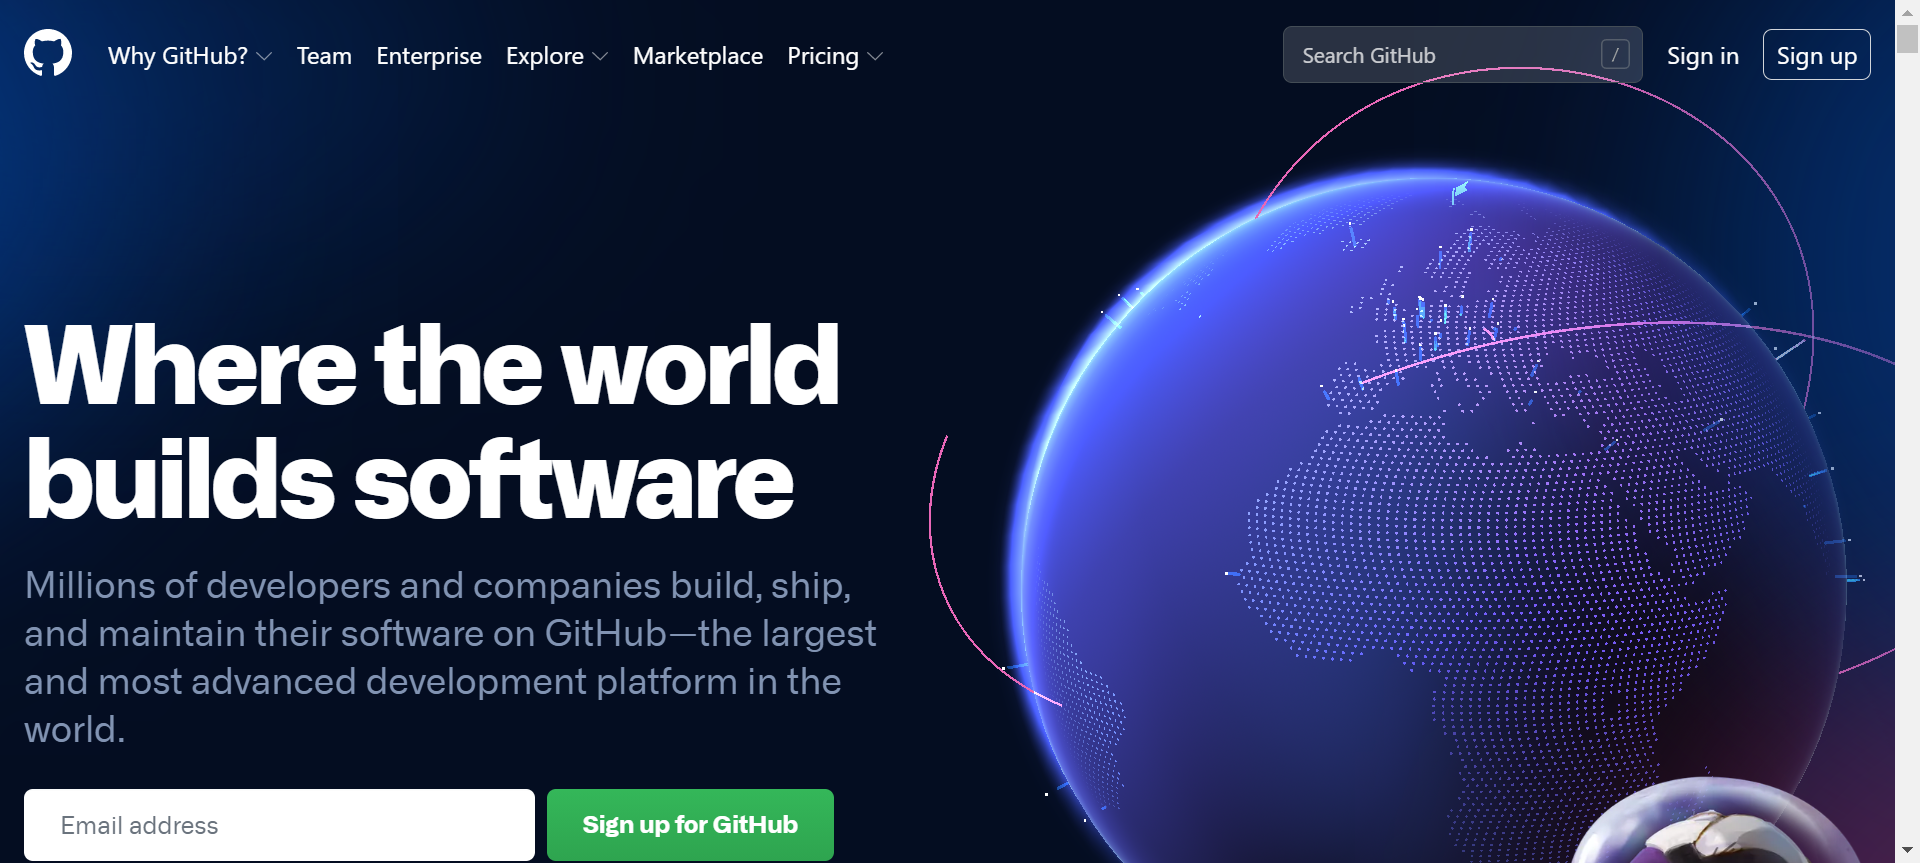 Why GitHub? Team Enterprise Explore Marketplace Pricing Search GitHub / Sign in Sign up
Where the world
builds software
Millions of developers and companies build, ship,
and maintain their software on GitHub—the largest
and most advanced development platform in the
world.
Email address Sign up for GitHub